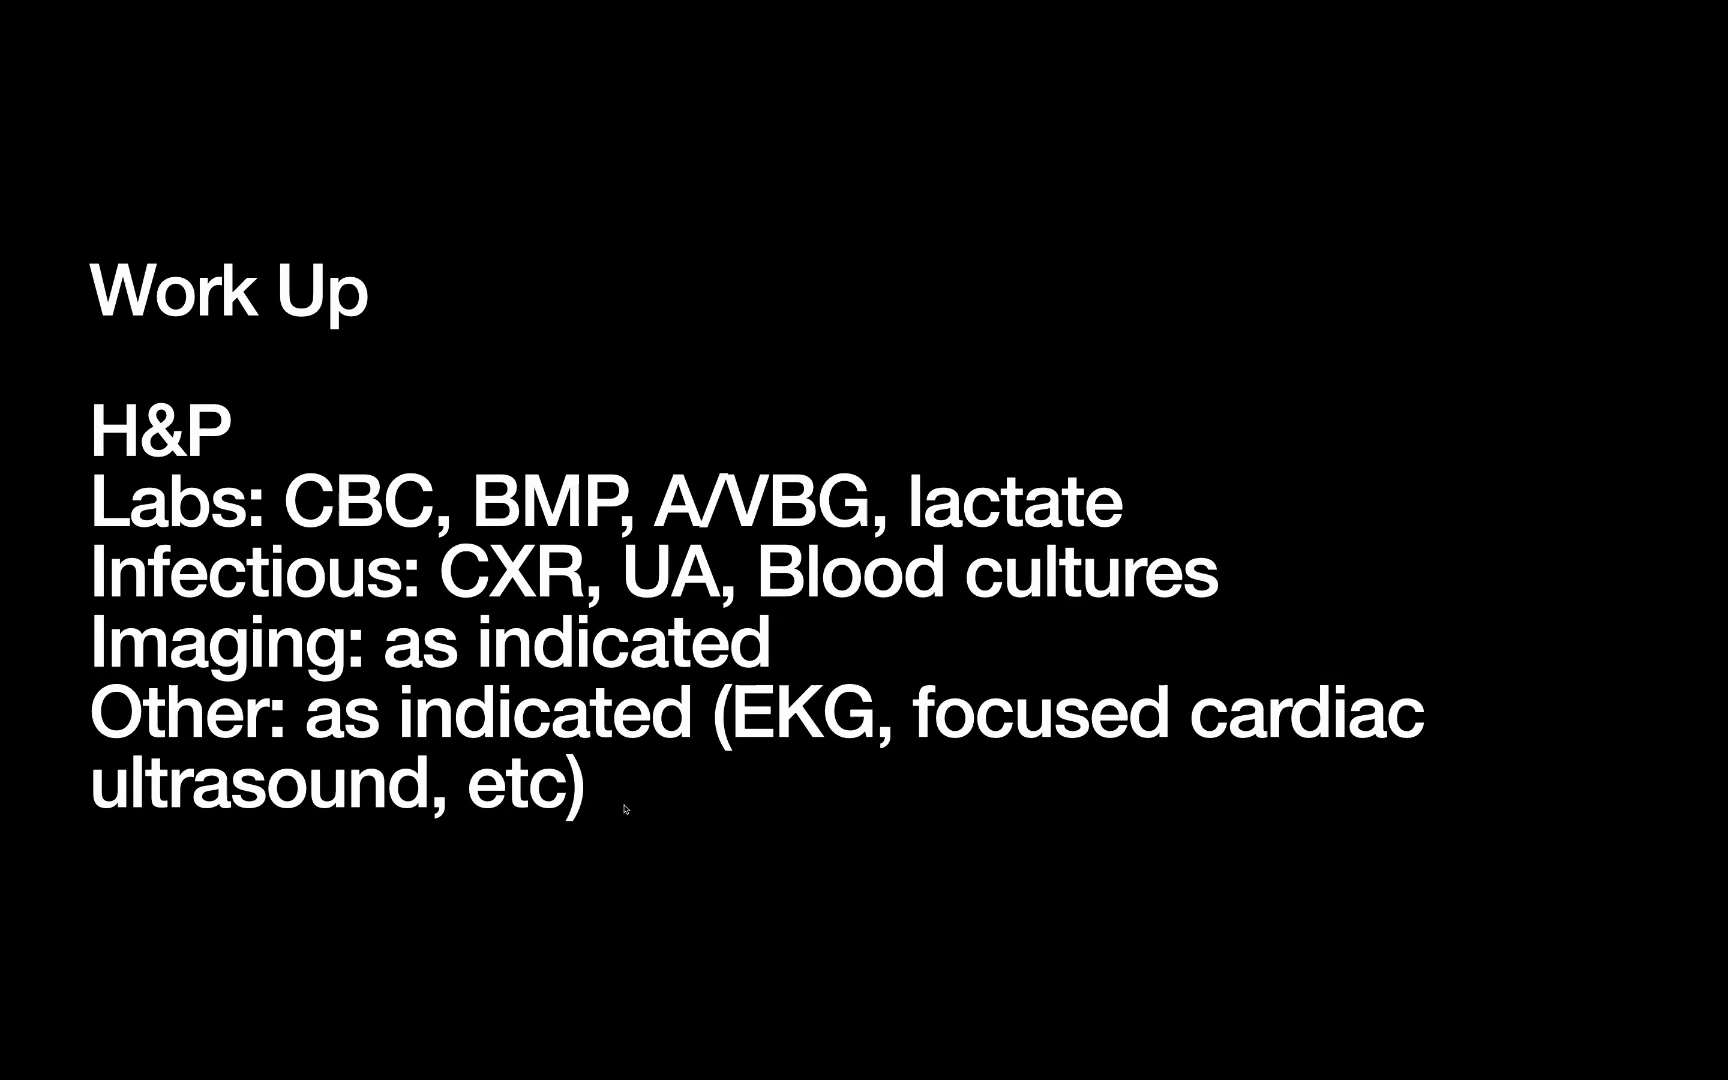 Work Up
H&P
Labs: CBC, BMP, A/VBG, lactate
Infectious: CXR, UA, Blood cultures
Imaging: as indicated
Other: as indicated (EKG, focused cardiac
ultrasound, etc)